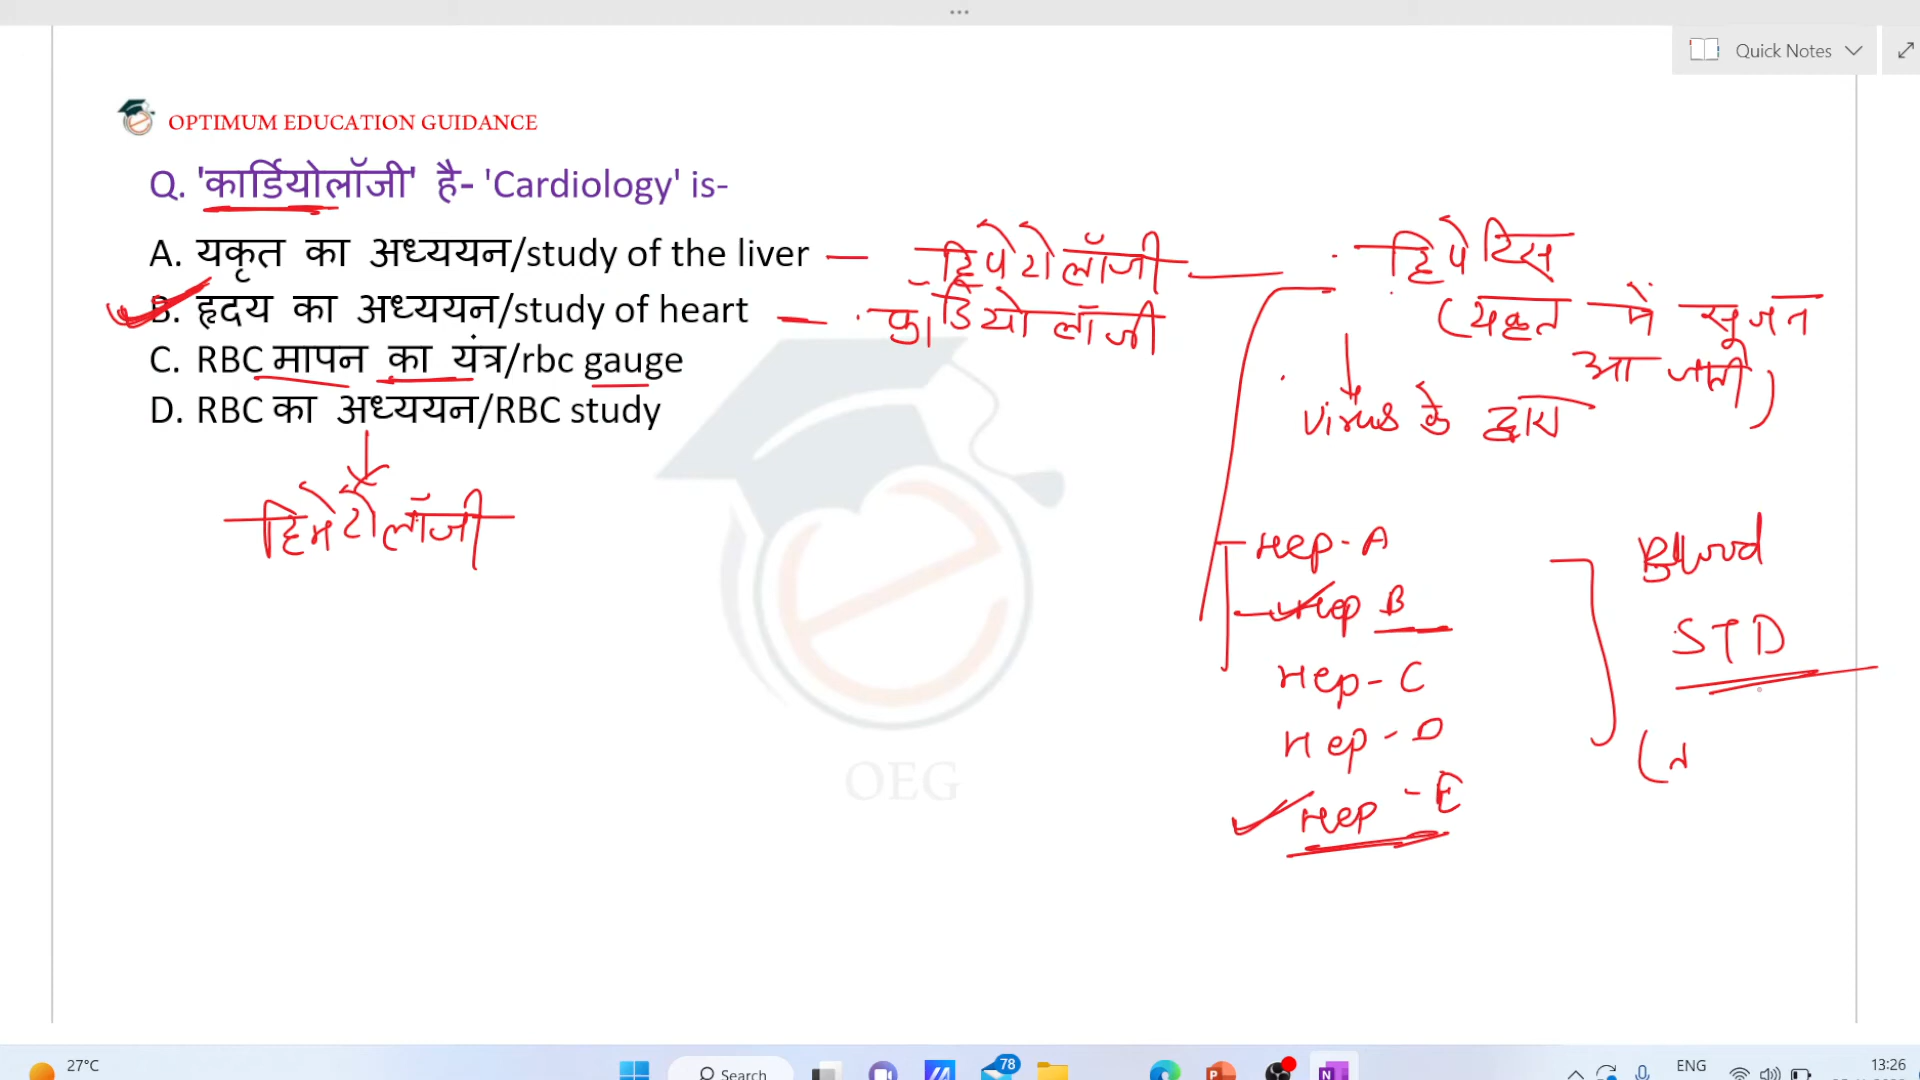 Quick Notes
OPTIMUM EDUCATION GUIDANCE
Q. 'कार्डियोलॉजी' है- 'Cardiology' is-
A. यकृत का अध्ययन/study of the liver — हिपेटोलॉजी — हिपेटिस
B. हृदय का अध्ययन/study of heart — कार्डियोलॉजी
(यकृत में सूजन
आ जाती)
C. RBC मापन का यंत्र/rbc gauge
virus के द्वारा
D. RBC का अध्ययन/RBC study
हिमेटोलॉजी
Hep-A
Blood
Hep B
STD
Hep-C
Hep-D
Hep-E
OEG
27°C
Search
78
ENG
13:26